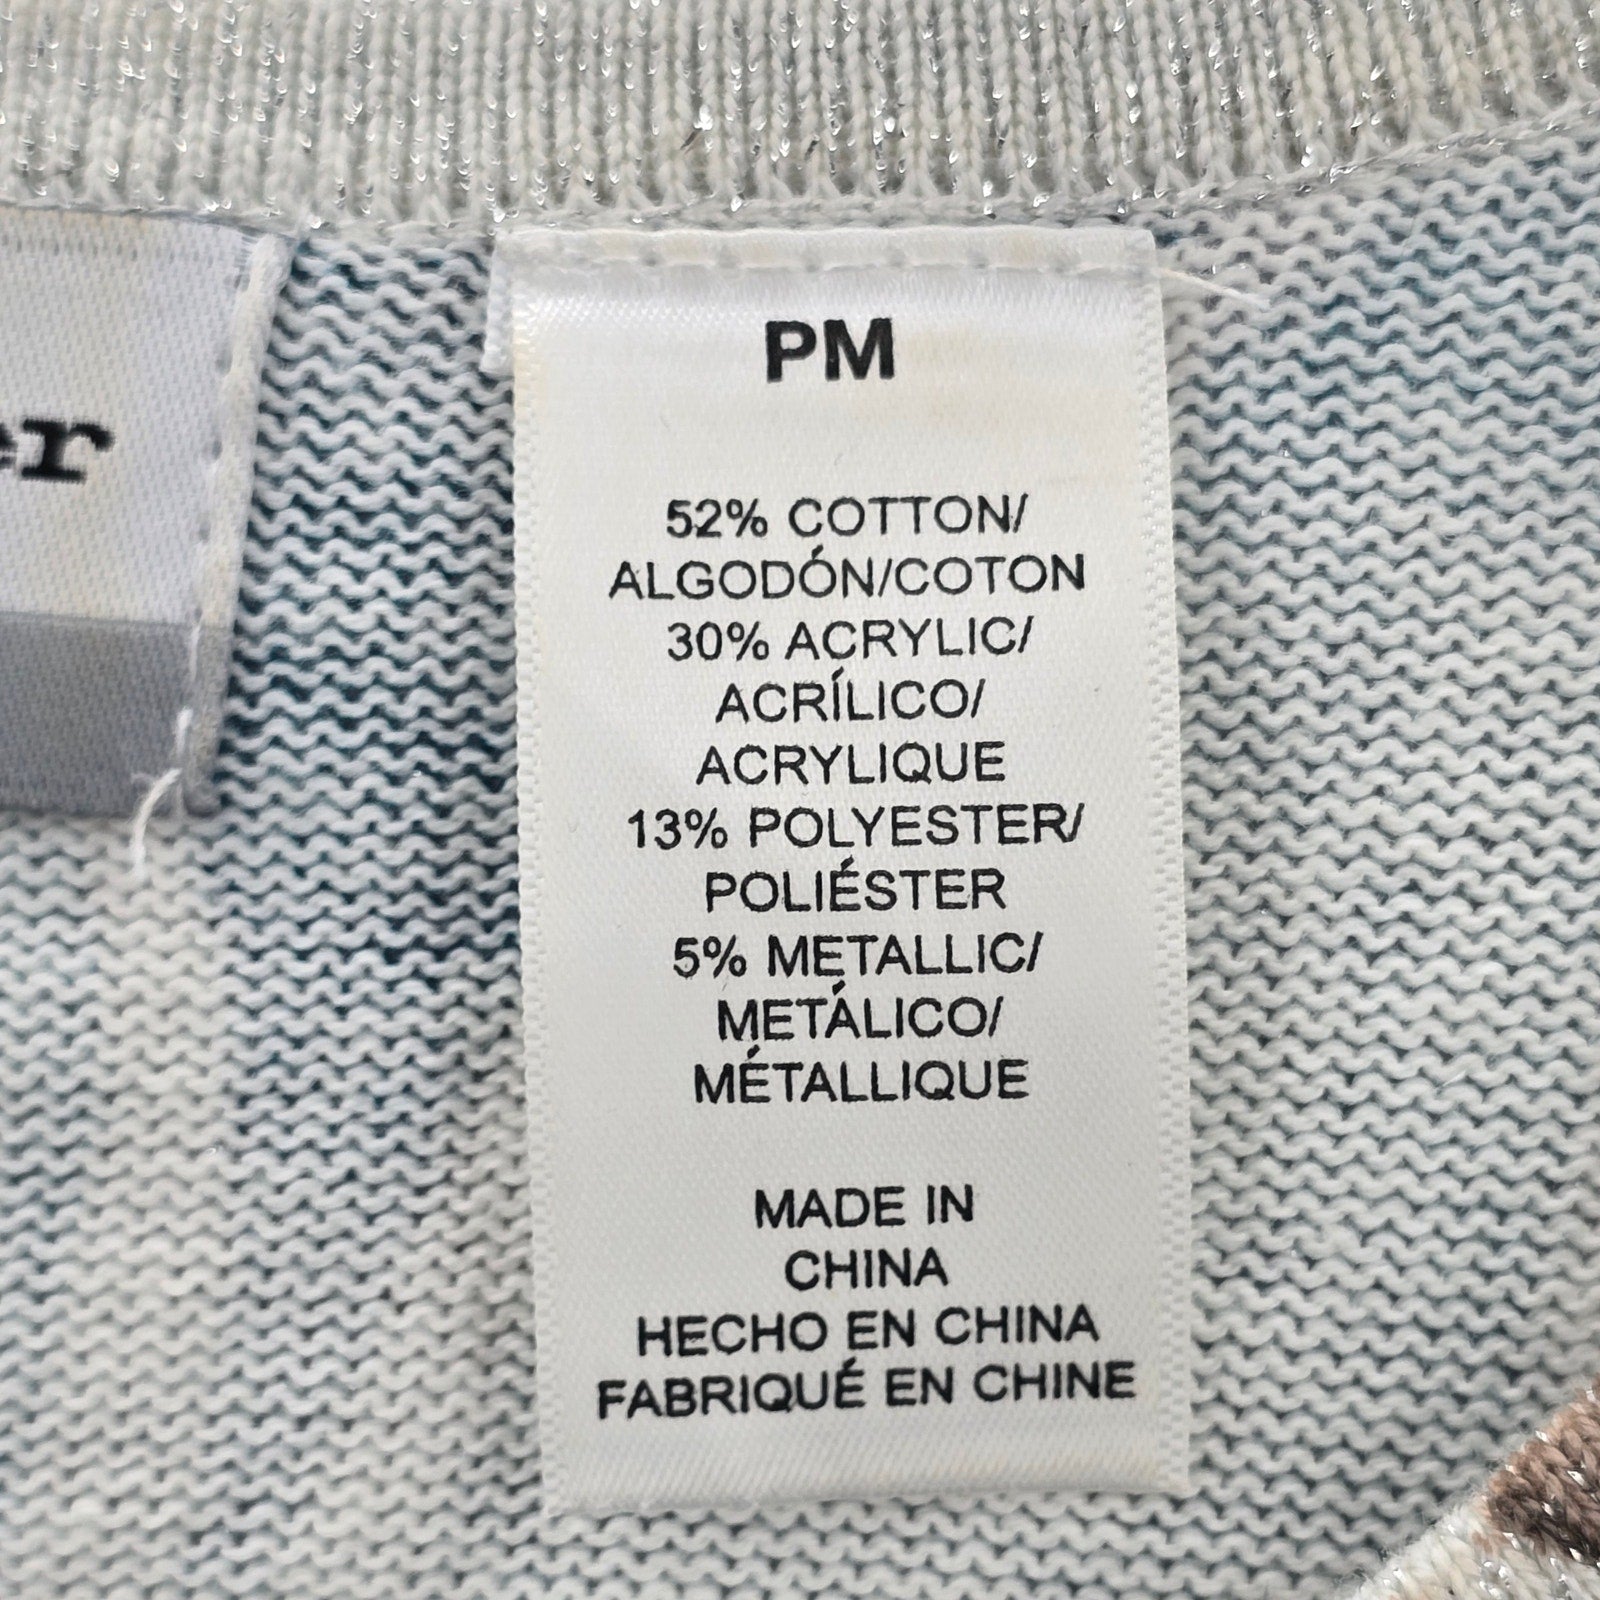 PM
52% COTTON/
ALGODÓN/COTON
30% ACRYLIC/
ACRÍLICO/
ACRYLIQUE
13% POLYESTER/
POLIÉSTER
5% METALLIC/
METÁLICO/
MÉTALLIQUE
MADE IN
CHINA
HECHO EN CHINA
FABRIQUÉ EN CHINE